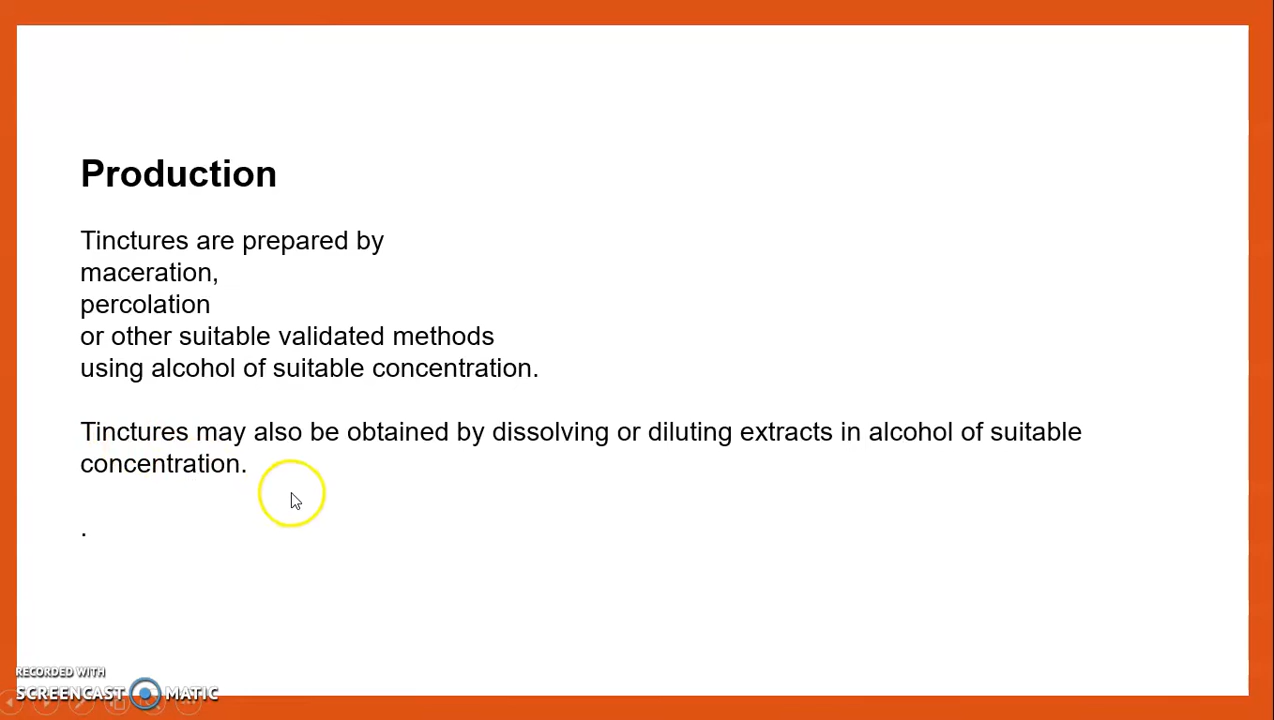 Production
Tinctures are prepared by
maceration,
percolation
or other suitable validated methods
using alcohol of suitable concentration.
Tinctures may also be obtained by dissolving or diluting extracts in alcohol of suitable
concentration.
.
RECORDED WITH
SCREENCAST MATIC